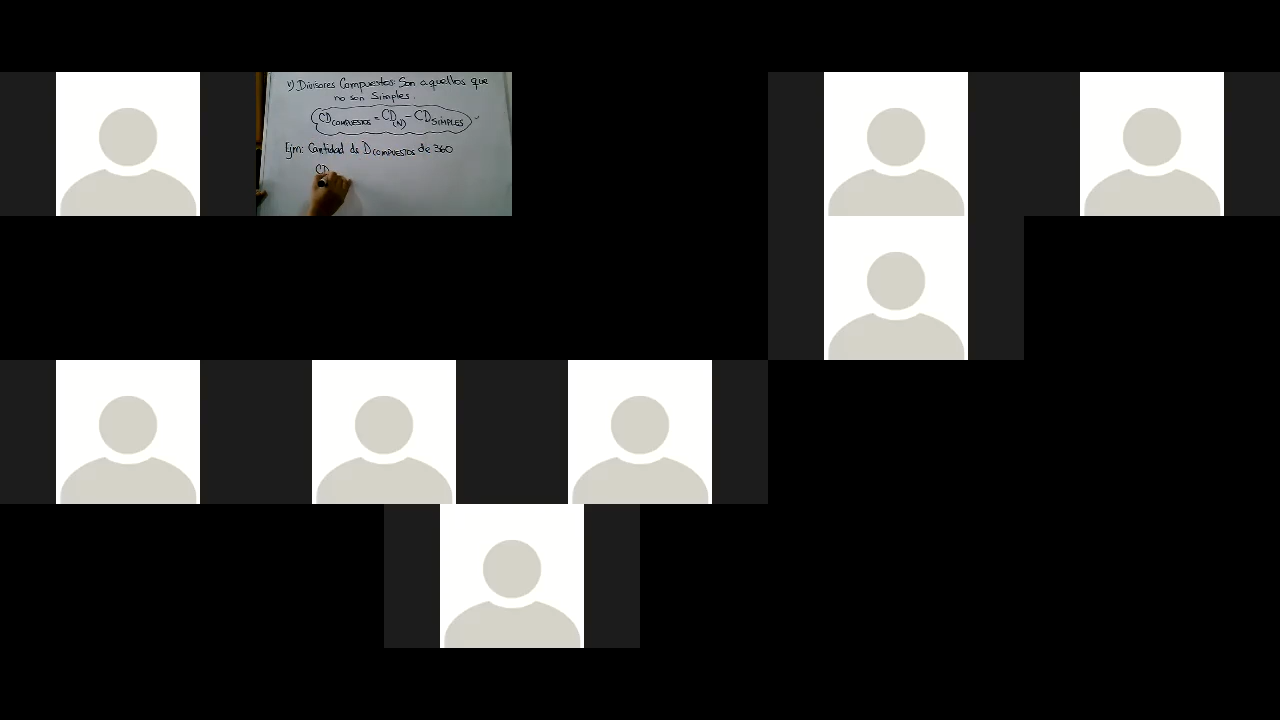 v) Divisores Compuestos: Son aquellos que
no son Simples.
CD COMPUESTOS = CD (N) - CD SIMPLES
Ejm: Cantidad de D COMPUESTOS de 360
CD